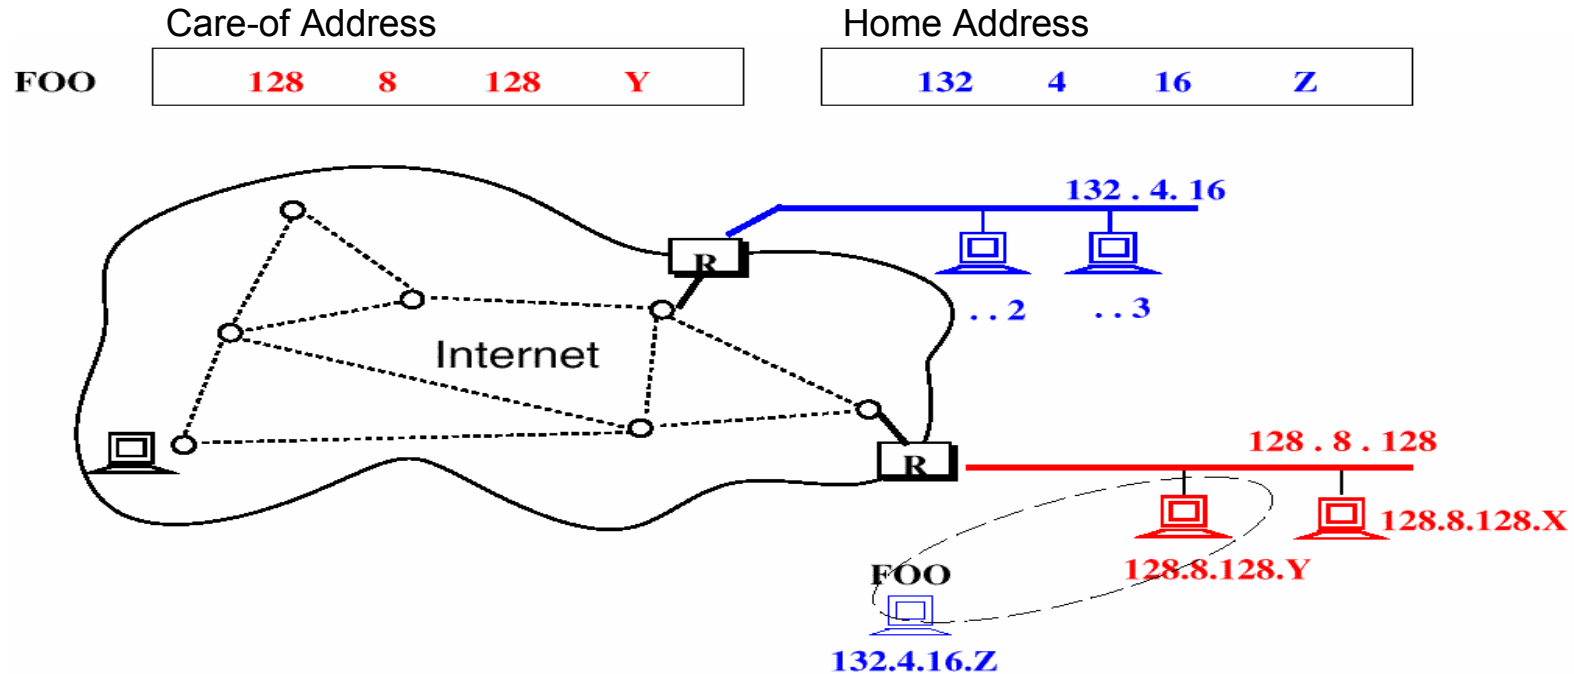 Care-of Address Home Address
FOO 128 8 128 Y 132 4 16 Z
132 . 4. 16
R
. . 2 . . 3
Internet
128 . 8 . 128
R
128.8.128.X
FOO 128.8.128.Y
132.4.16.Z